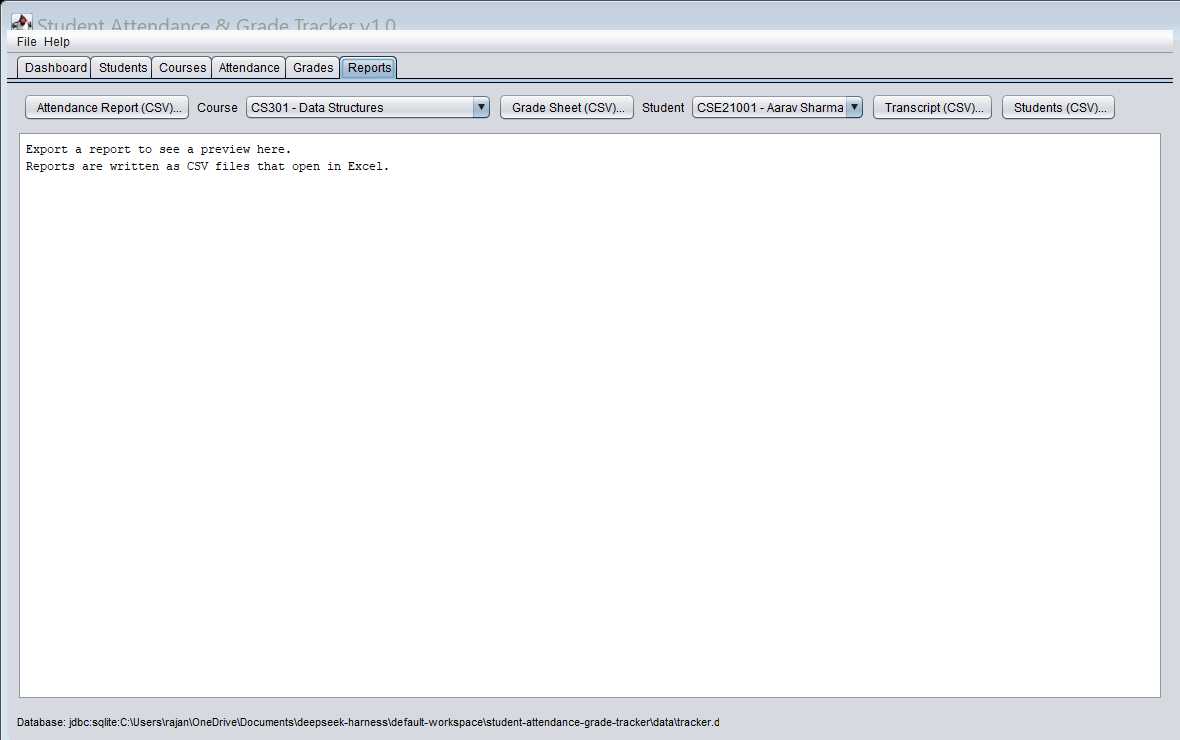 Student Attendance & Grade Tracker v1.0
File Help
Dashboard Students Courses Attendance Grades Reports
Attendance Report (CSV)... Course CS301 - Data Structures Grade Sheet (CSV)... Student CSE21001 - Aarav Sharma Transcript (CSV)... Students (CSV)...
Export a report to see a preview here.
Reports are written as CSV files that open in Excel.
Database: jdbc:sqlite:C:\Users\rajan\OneDrive\Documents\deepseek-harness\default-workspace\student-attendance-grade-tracker\data\tracker.d